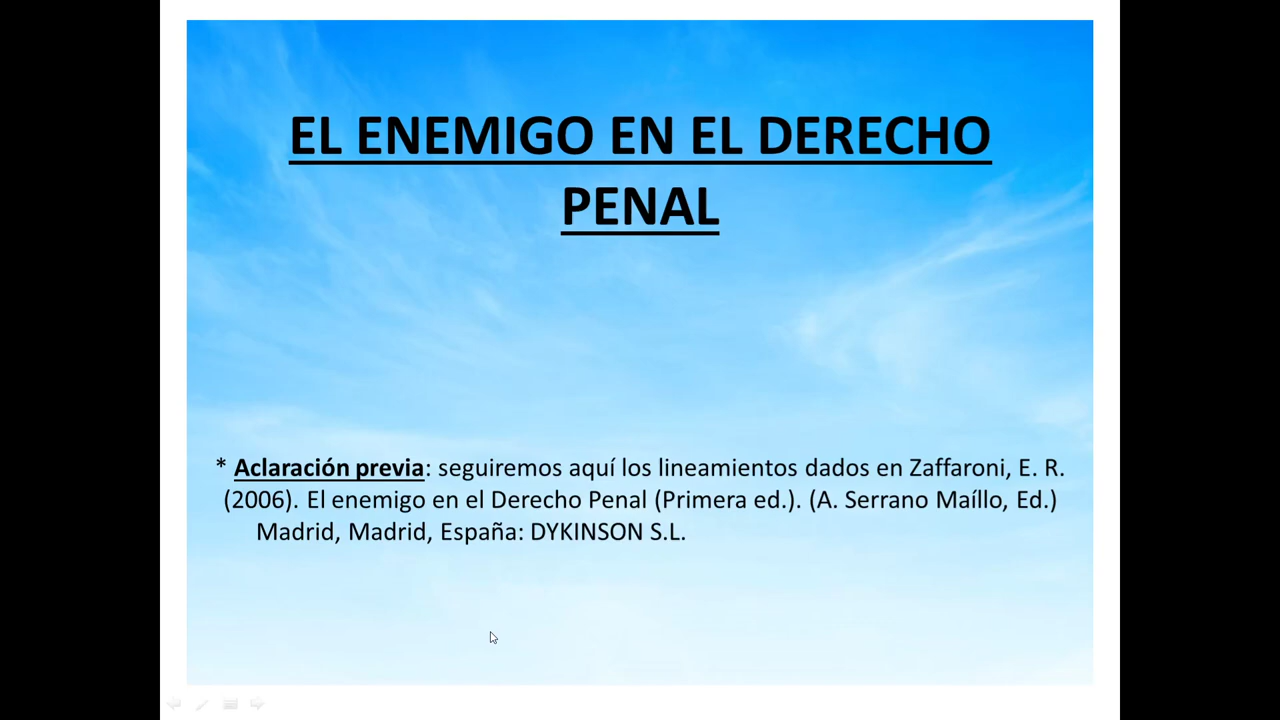 EL ENEMIGO EN EL DERECHO
PENAL
* Aclaración previa: seguiremos aquí los lineamientos dados en Zaffaroni, E. R.
(2006). El enemigo en el Derecho Penal (Primera ed.). (A. Serrano Maíllo, Ed.)
Madrid, Madrid, España: DYKINSON S.L.